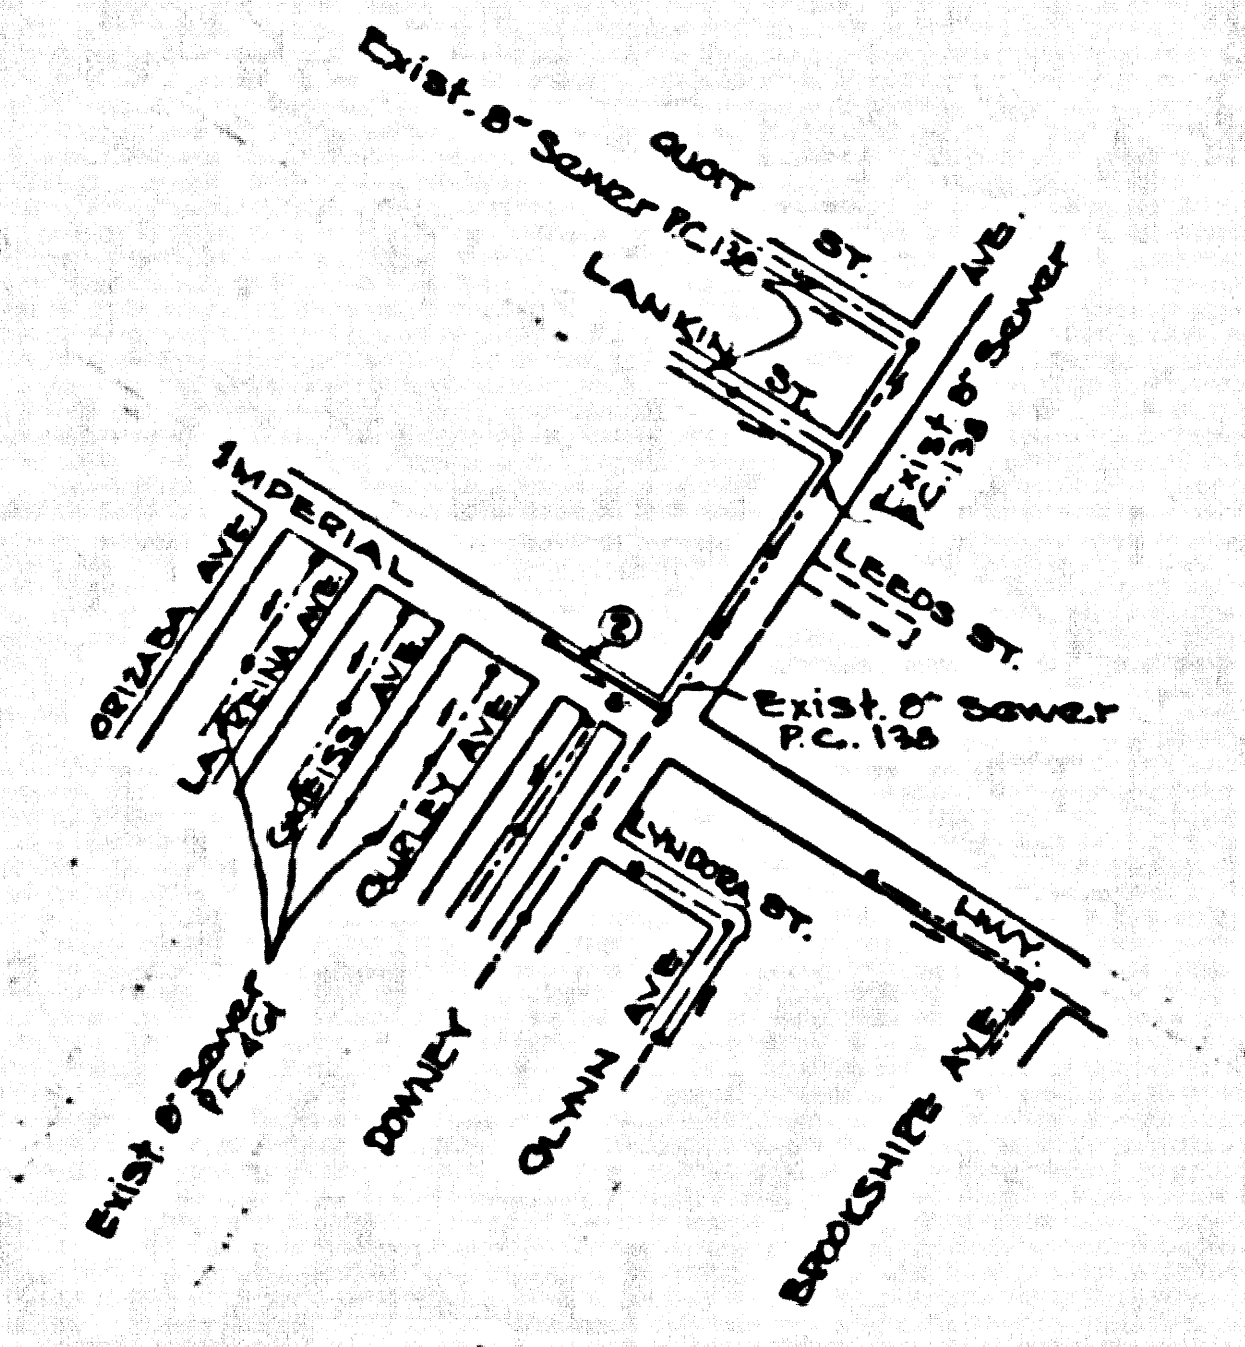 Exist. 8" Sewer P.C. 138
QUOIT ST.
LANKIN ST.
AVE.
Exist. 8" Sewer
P.C. 138
IMPERIAL
ORIZABA AVE.
LA REINA AVE.
GNEISS AVE.
CURLEY AVE.
2
LEEDS ST.
Exist. 8" Sewer
P.C. 138
LYNDORA ST.
HWY.
Exist. 8" Sewer
P.C.
DOWNEY
OLYNN AVE.
BROOKSHIRE AVE.